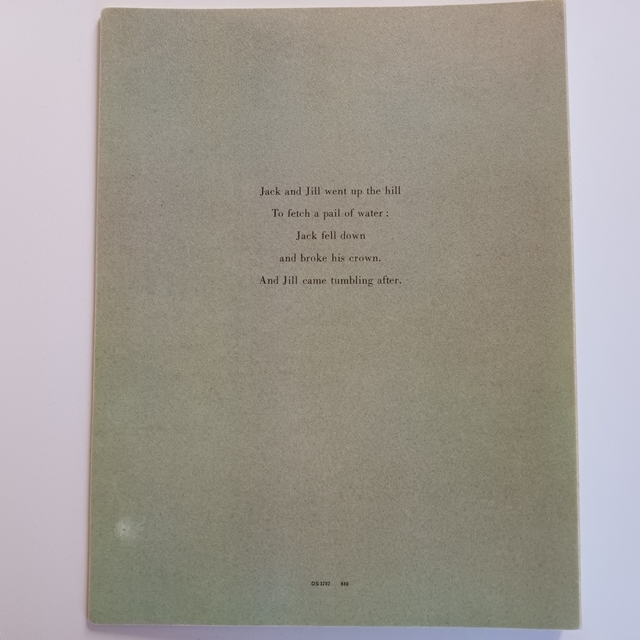 Jack and Jill went up the hill
To fetch a pail of water :
Jack fell down
and broke his crown.
And Jill came tumbling after.